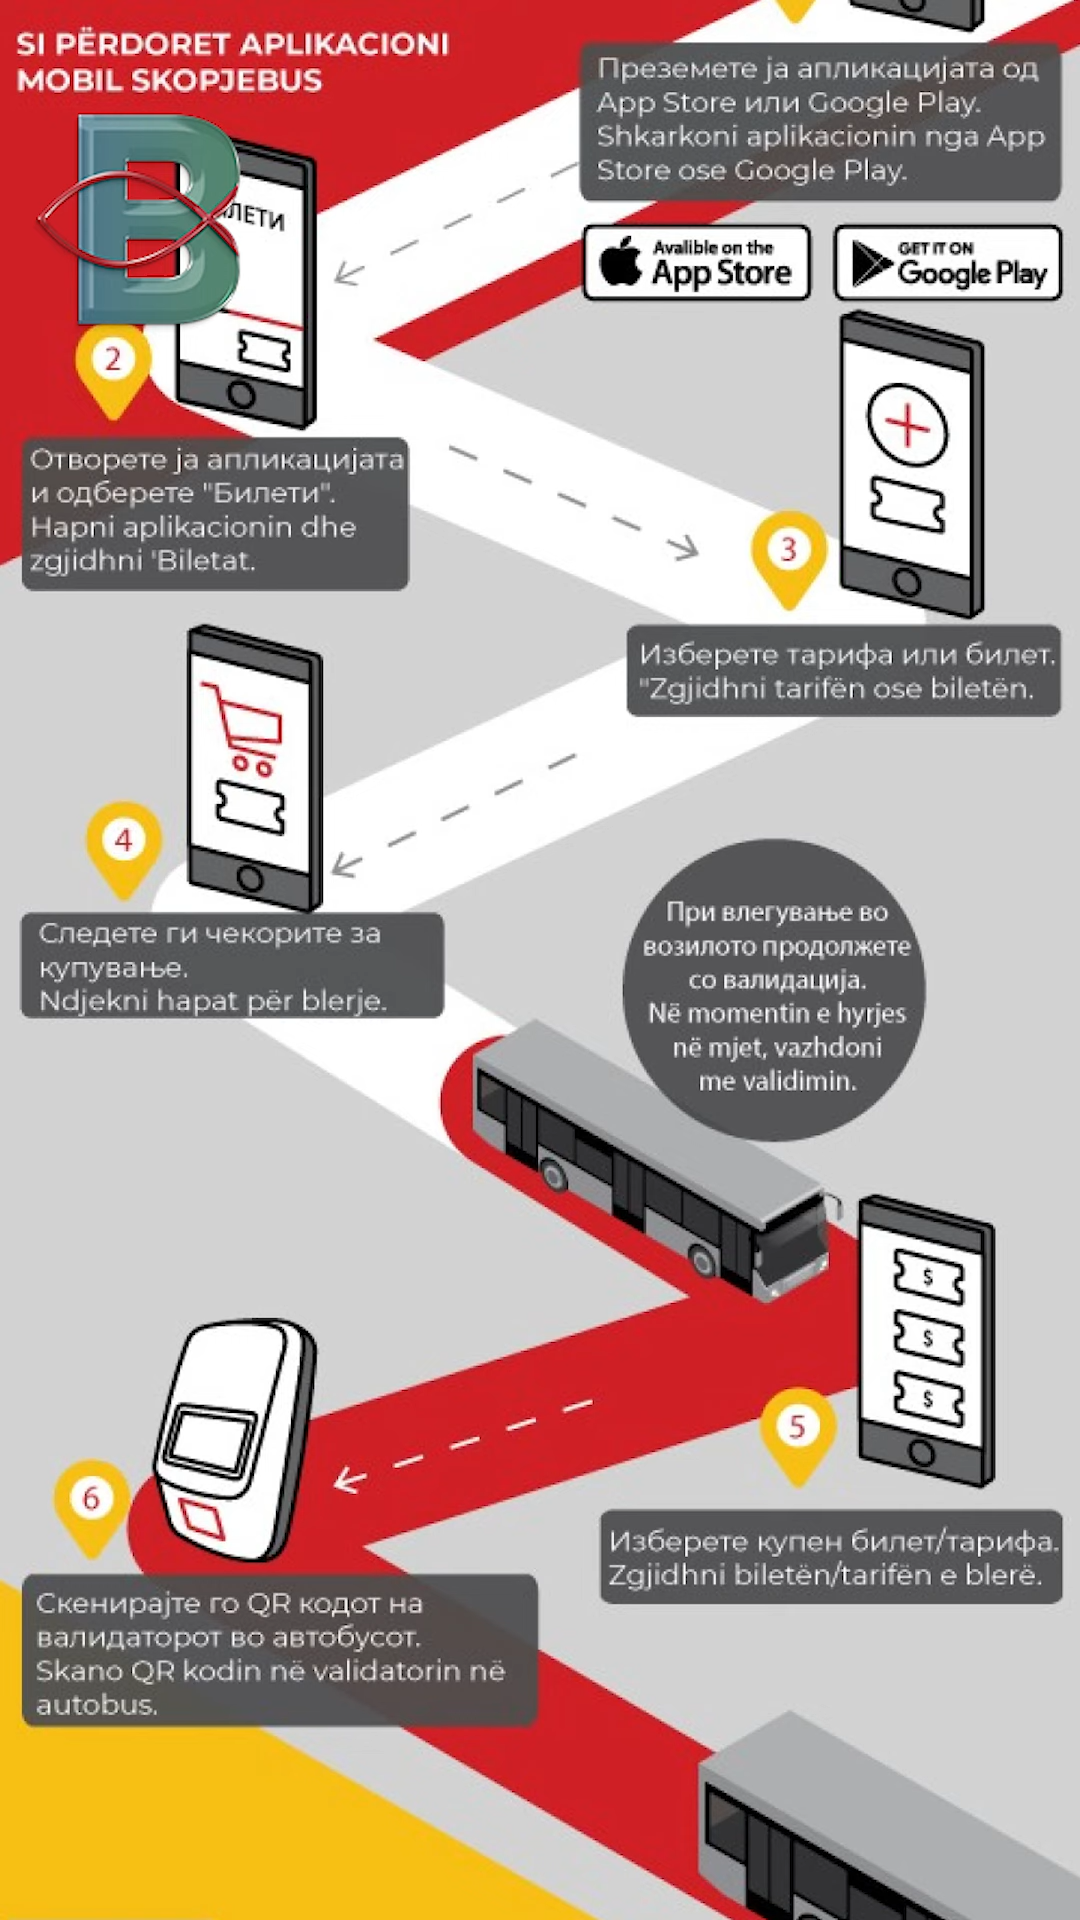 SI PËRDORET APLIKACIONI
MOBIL SKOPJEBUS
Преземете ја апликацијата од
App Store или Google Play.
Shkarkoni aplikacionin nga App
Store ose Google Play.
Avalible on the
App Store
GET IT ON
Google Play
B
2
Отворете ја апликацијата
и одберете "Билети".
Hapni aplikacionin dhe
zgjidhni 'Biletat.
3
Изберете тарифа или билет.
"Zgjidhni tarifën ose biletën.
4
Следете ги чекорите за
купување.
Ndjekni hapat për blerje.
При влегување во
возилото продолжете
со валидација.
Në momentin e hyrjes
në mjet, vazhdoni
me validimin.
$
$
$
5
Изберете купен билет/тарифа.
Zgjidhni biletën/tarifën e blerë.
6
Скенирајте го QR кодот на
валидаторот во автобусот.
Skano QR kodin në validatorin në
autobus.